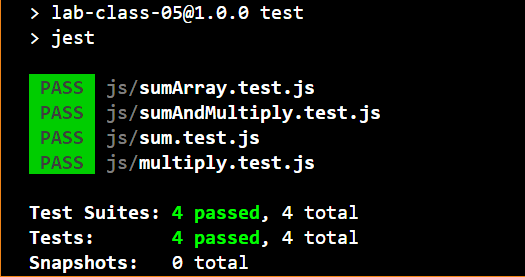 > lab-class-05@1.0.0 test
> jest
PASS js/sumArray.test.js
PASS js/sumAndMultiply.test.js
PASS js/sum.test.js
PASS js/multiply.test.js
Test Suites: 4 passed, 4 total
Tests: 4 passed, 4 total
Snapshots: 0 total